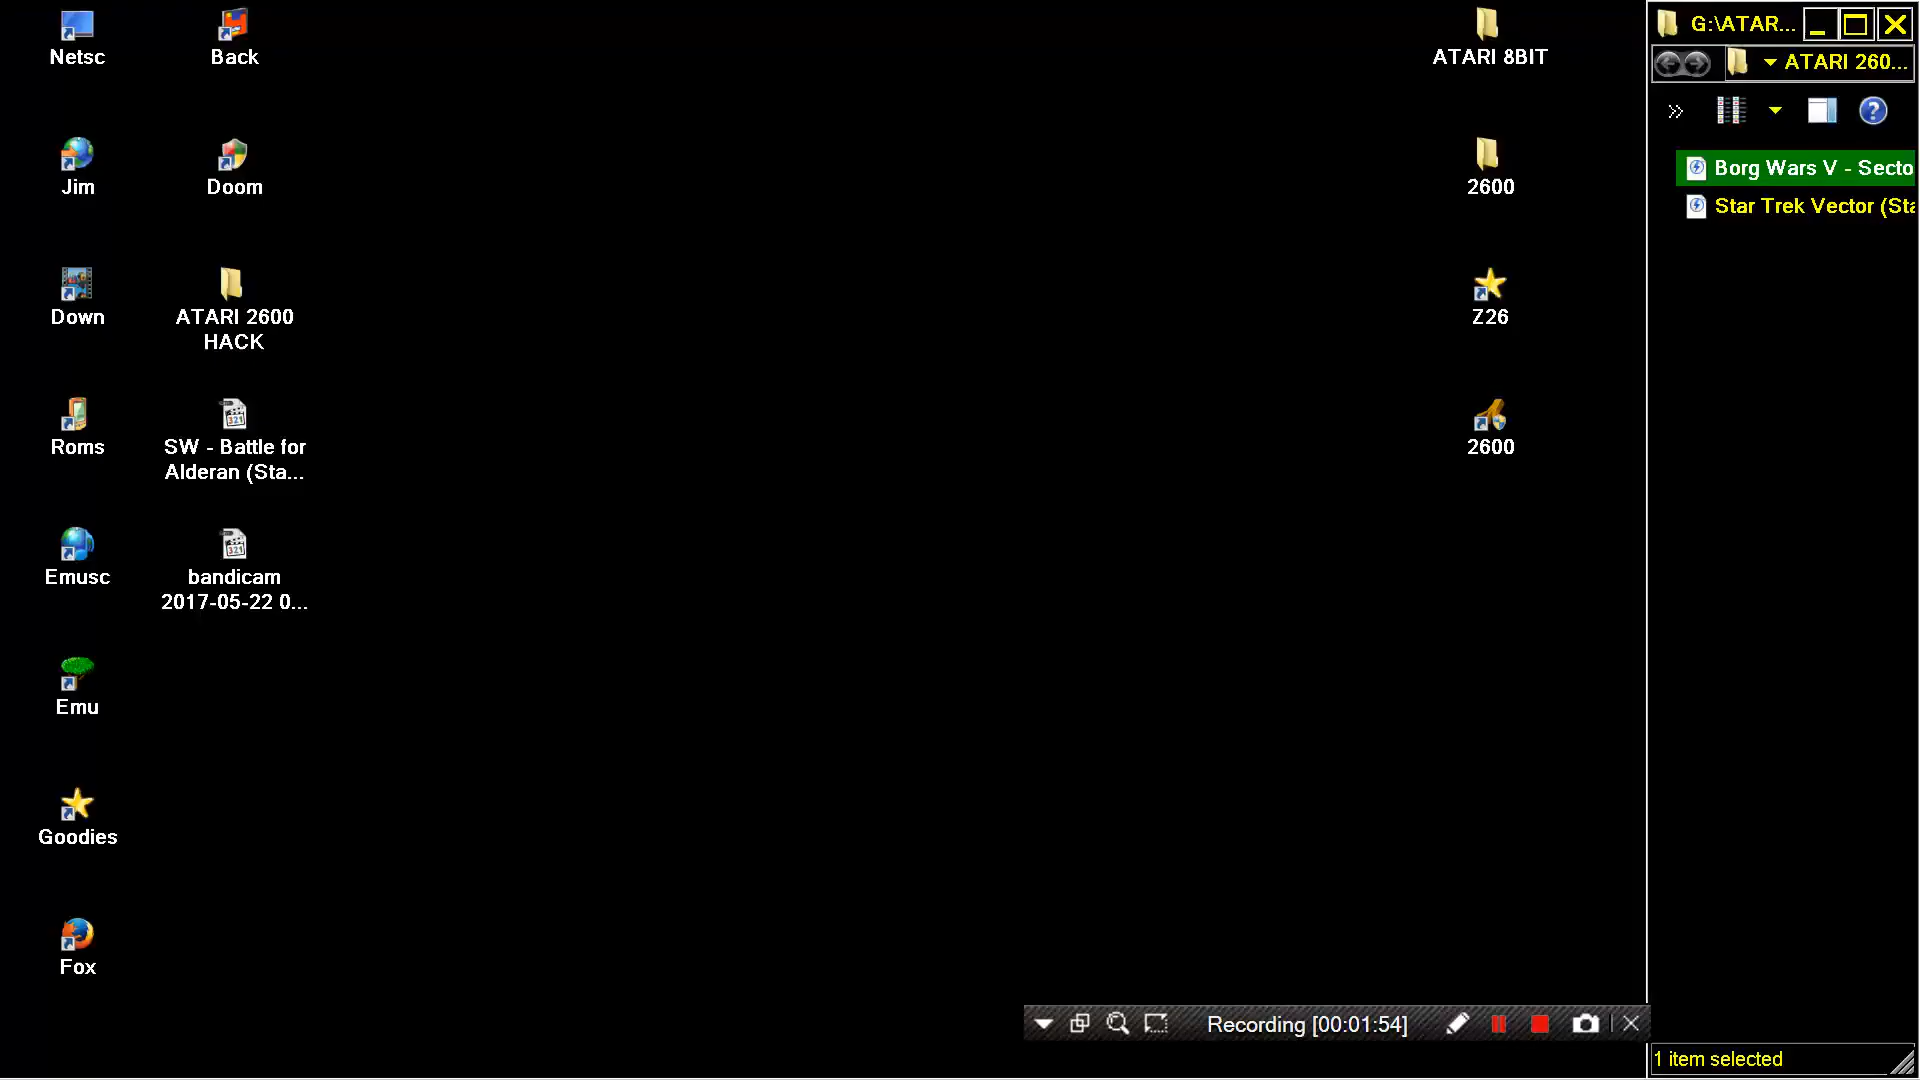 Netsc
Back
ATARI 8BIT
G:\ATAR...
ATARI 260...
Jim
Doom
2600
Borg Wars V - Secto
Star Trek Vector (Sta
Down
ATARI 2600
HACK
Z26
Roms
SW - Battle for
Alderan (Sta...
2600
Emusc
bandicam
2017-05-22 0...
Emu
Goodies
Fox
Recording [00:01:54]
1 item selected